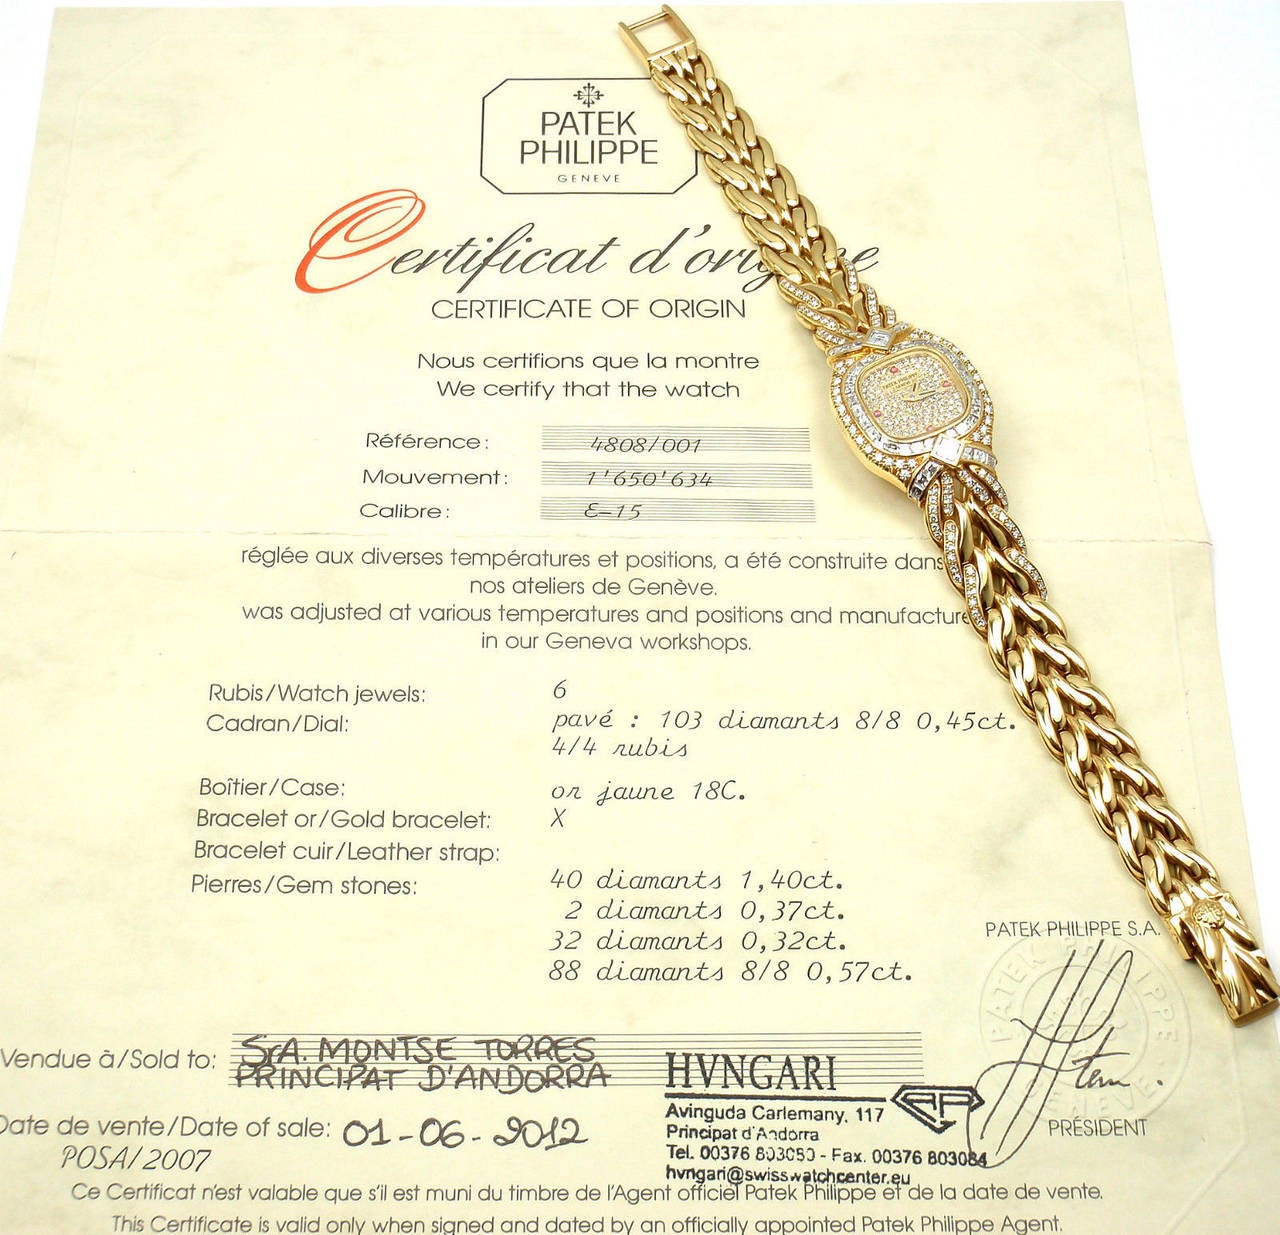 PATEK
PHILIPPE
GENEVE
Certificat d'origine
CERTIFICATE OF ORIGIN
Nous certifions que la montre
We certify that the watch
Référence: 4808/001
Mouvement: 1'650'634
Calibre: E-15
réglée aux diverses températures et positions, a été construite dans
nos ateliers de Genève.
was adjusted at various temperatures and positions and manufacture
in our Geneva workshops.
Rubis/Watch jewels: 6
Cadran/Dial: pavé : 103 diamants 8/8 0,45ct.
4/4 rubis
Boîtier/Case: or jaune 18C.
Bracelet or/Gold bracelet: X
Bracelet cuir/Leather strap:
Pierres/Gem stones: 40 diamants 1,40ct.
2 diamants 0,37ct.
32 diamants 0,32ct.
88 diamants 8/8 0,57ct.
PATEK PHILIPPE S.A.
Vendue à/Sold to: SRA. MONTSE TORRES
PRINCIPAT D'ANDORRA
HVNGARI
Avinguda Carlemany, 117
Principat d'Andorra
Tel. 00376 803050 - Fax. 00376 803084
hvngari@swisswatchcenter.eu
PRÉSIDENT
Date de vente/Date of sale: 01-06-2012
POSA/2007
Ce Certificat n'est valable que s'il est muni du timbre de l'Agent officiel Patek Philippe et de la date de vente.
This Certificate is valid only when signed and dated by an officially appointed Patek Philippe Agent.